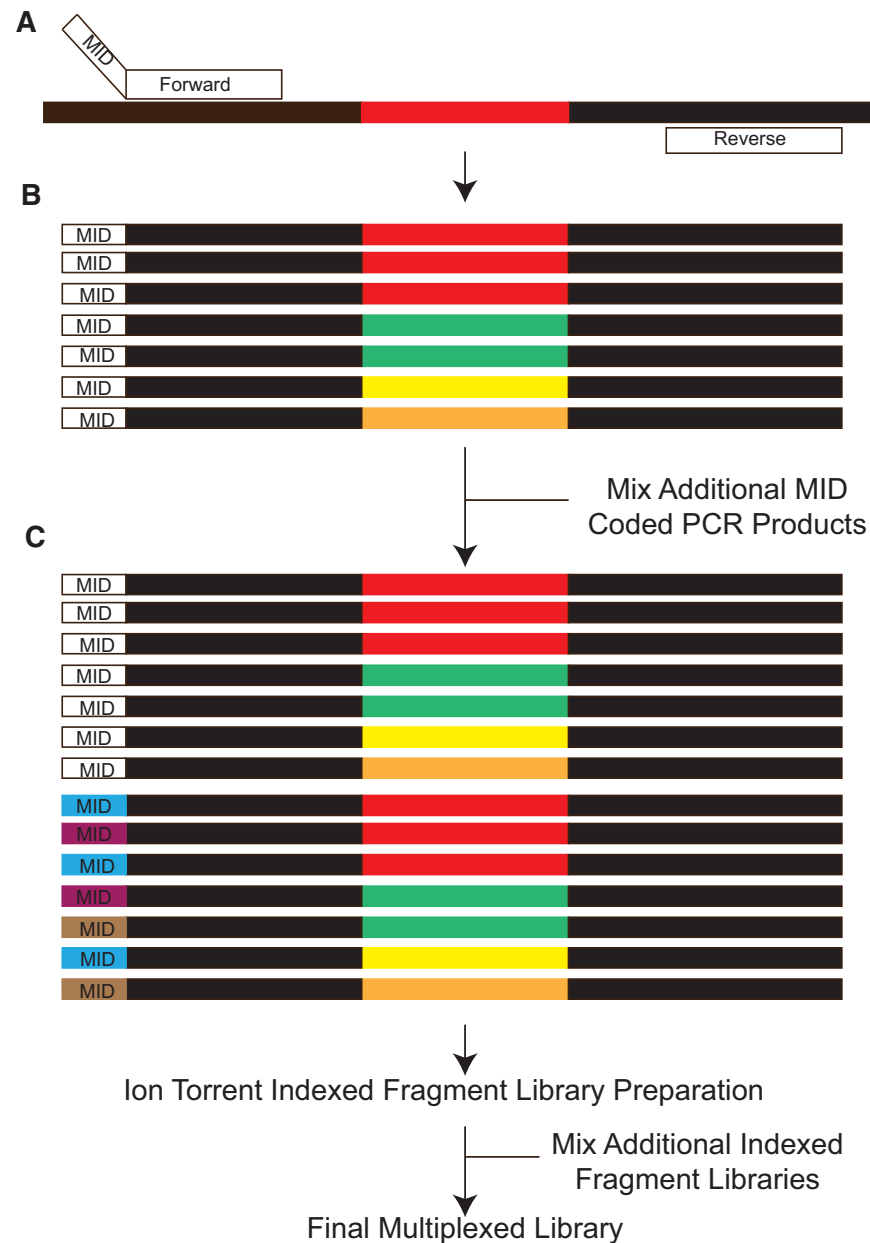 A
MID
Forward
Reverse
B
MID
MID
MID
MID
MID
MID
MID
Mix Additional MID
Coded PCR Products
C
MID
MID
MID
MID
MID
MID
MID
MID
MID
MID
MID
MID
MID
MID
Ion Torrent Indexed Fragment Library Preparation
Mix Additional Indexed
Fragment Libraries
Final Multiplexed Library